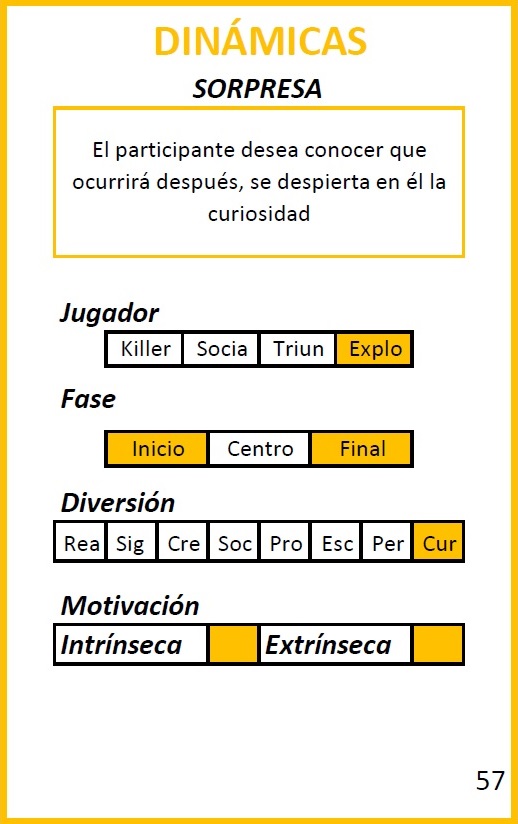 DINÁMICAS
SORPRESA
El participante desea conocer que
ocurrirá después, se despierta en él la
curiosidad
Jugador
Killer Socia Triun Explo
Fase
Inicio Centro Final
Diversión
Rea Sig Cre Soc Pro Esc Per Cur
Motivación
Intrínseca Extrínseca
57